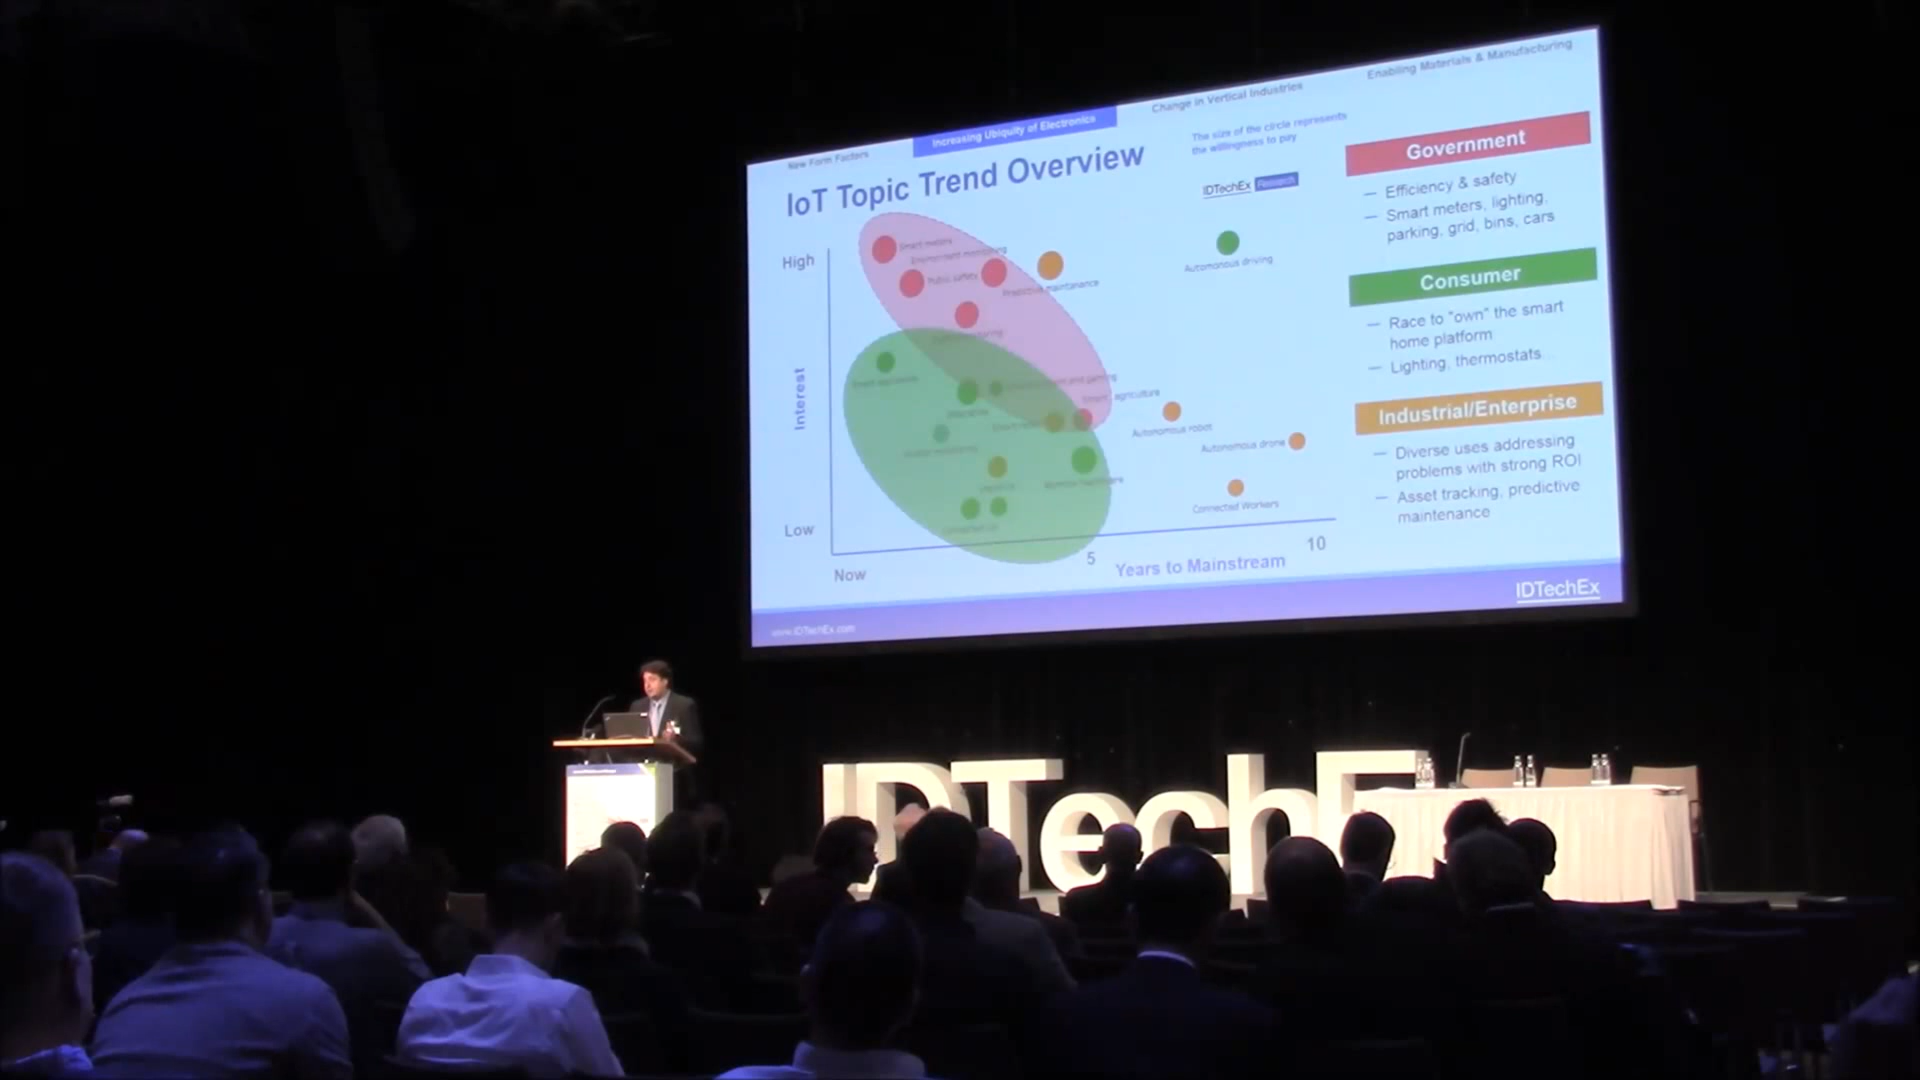 New Form Factors
Increasing Ubiquity of Electronics
Change in Vertical Industries
Enabling Materials & Manufacturing
IoT Topic Trend Overview
The size of the circle represents
the willingness to pay
IDTechEx Research
High
Interest
Low
Now
5
Years to Mainstream
10
Smart meters
Environment monitoring
Public safety
Predictive maintenance
Autonomous driving
agriculture
Autonomous robot
Autonomous drone
Connected Workers
Government
— Efficiency & safety
— Smart meters, lighting,
parking, grid, bins, cars
Consumer
— Race to "own" the smart
home platform
— Lighting, thermostats...
Industrial/Enterprise
— Diverse uses addressing
problems with strong ROI
— Asset tracking, predictive
maintenance
www.IDTechEx.com
IDTechEx
IDTechE